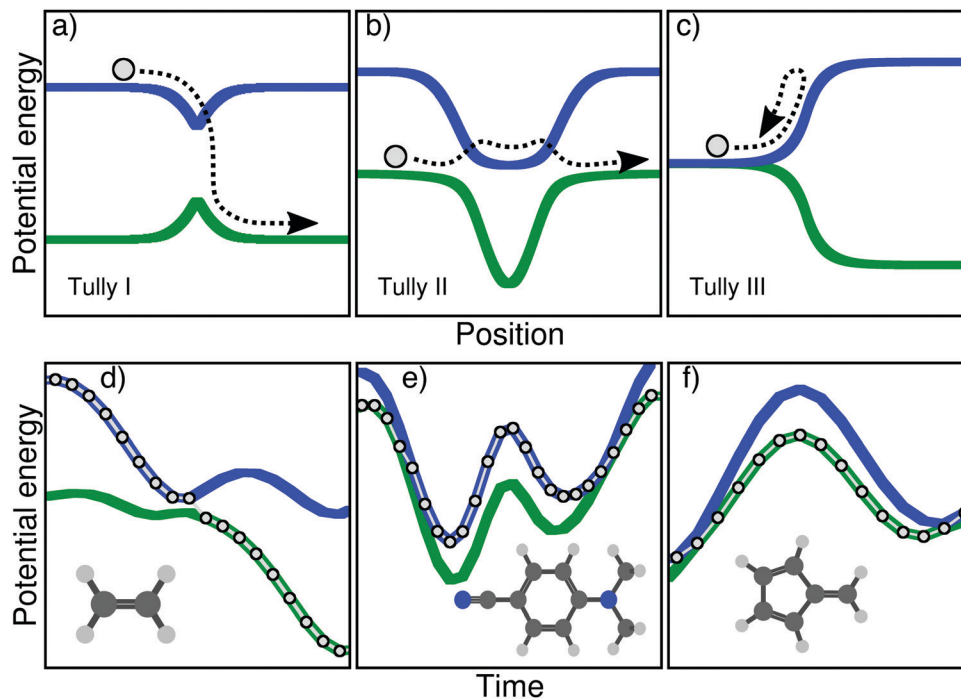 a)
b)
c)
Potential energy
Tully I
Tully II
Tully III
Position
d)
e)
f)
Potential energy
Time